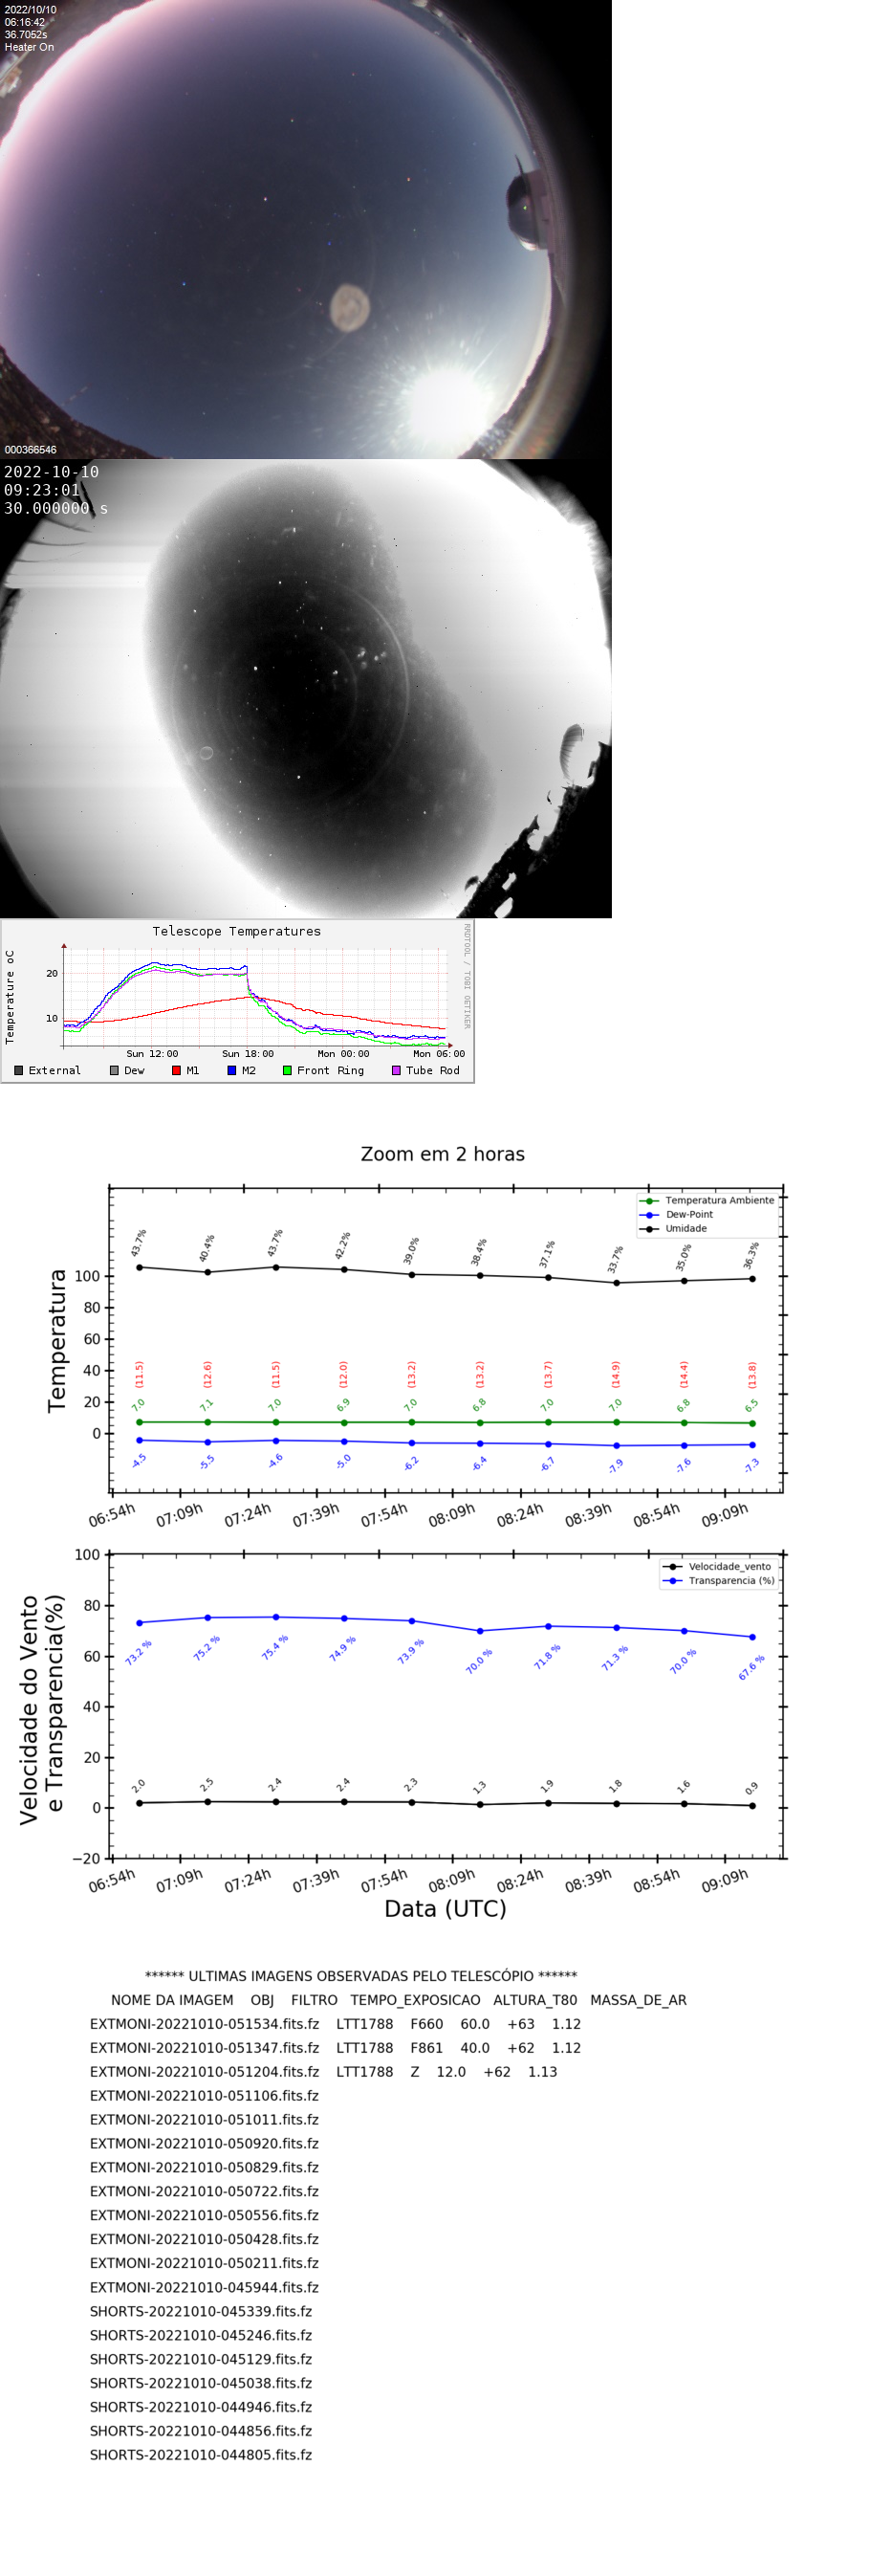 2022/10/10
06:16:42
36.7052s
Heater On
000366546
2022-10-10
09:23:01
30.000000 s
Telescope Temperatures
Temperature oC
RRDTOOL / TOBI OETIKER
20
10
Sun 12:00 Sun 18:00 Mon 00:00 Mon 06:00
External Dew M1 M2 Front Ring Tube Rod
Zoom em 2 horas
Temperatura Ambiente
Dew-Point
Umidade
Temperatura
43.7% 40.4% 43.7% 42.2% 39.0% 38.4% 37.1% 33.7% 35.0% 36.3%
100
80
60
40
20
0
(11.5) (12.6) (11.5) (12.0) (13.2) (13.2) (13.7) (14.9) (14.4) (13.8)
7.0 7.1 7.0 6.9 7.0 6.8 7.0 7.0 6.8 6.5
-4.5 -5.5 -4.6 -5.0 -6.2 -6.4 -6.7 -7.9 -7.6 -7.3
06:54h 07:09h 07:24h 07:39h 07:54h 08:09h 08:24h 08:39h 08:54h 09:09h
Velocidade_vento
Transparencia (%)
Velocidade do Vento
e Transparencia(%)
100
80
60
40
20
0
−20
73.2 % 75.2 % 75.4 % 74.9 % 73.9 % 70.0 % 71.8 % 71.3 % 70.0 % 67.6 %
2.0 2.5 2.4 2.4 2.3 1.3 1.9 1.8 1.6 0.9
06:54h 07:09h 07:24h 07:39h 07:54h 08:09h 08:24h 08:39h 08:54h 09:09h
Data (UTC)
****** ULTIMAS IMAGENS OBSERVADAS PELO TELESCÓPIO ******
NOME DA IMAGEM OBJ FILTRO TEMPO_EXPOSICAO ALTURA_T80 MASSA_DE_AR
EXTMONI-20221010-051534.fits.fz LTT1788 F660 60.0 +63 1.12
EXTMONI-20221010-051347.fits.fz LTT1788 F861 40.0 +62 1.12
EXTMONI-20221010-051204.fits.fz LTT1788 Z 12.0 +62 1.13
EXTMONI-20221010-051106.fits.fz
EXTMONI-20221010-051011.fits.fz
EXTMONI-20221010-050920.fits.fz
EXTMONI-20221010-050829.fits.fz
EXTMONI-20221010-050722.fits.fz
EXTMONI-20221010-050556.fits.fz
EXTMONI-20221010-050428.fits.fz
EXTMONI-20221010-050211.fits.fz
EXTMONI-20221010-045944.fits.fz
SHORTS-20221010-045339.fits.fz
SHORTS-20221010-045246.fits.fz
SHORTS-20221010-045129.fits.fz
SHORTS-20221010-045038.fits.fz
SHORTS-20221010-044946.fits.fz
SHORTS-20221010-044856.fits.fz
SHORTS-20221010-044805.fits.fz